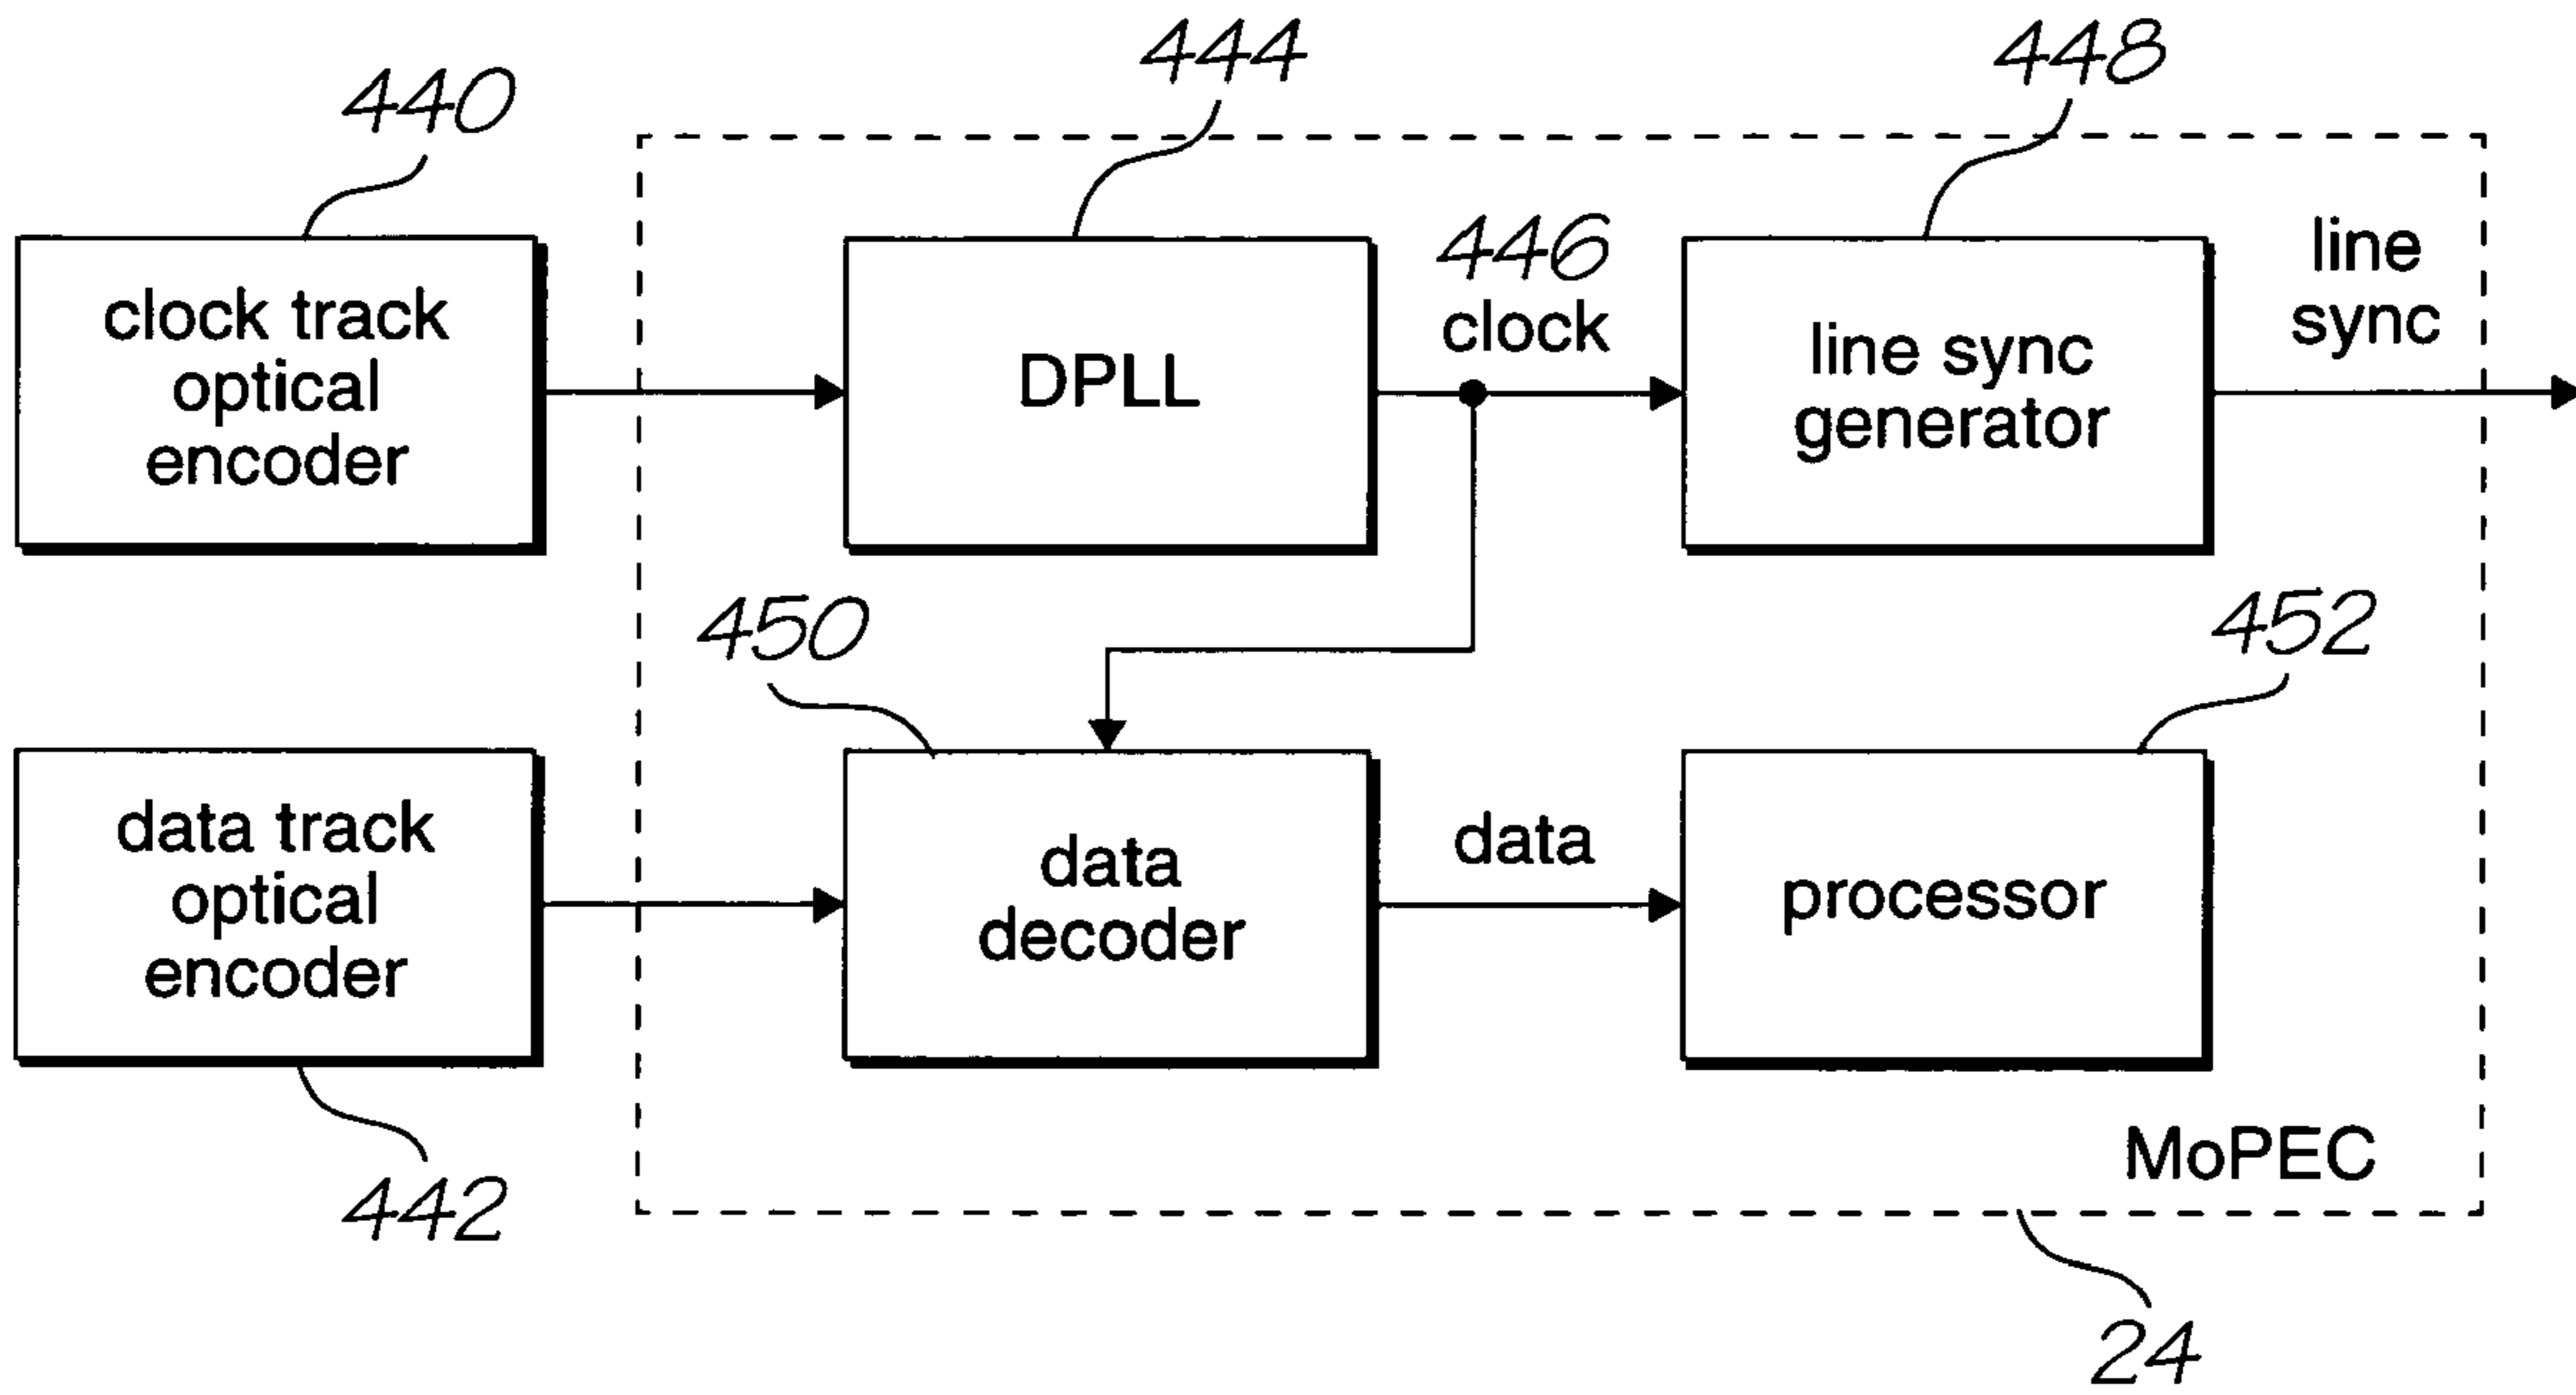 440
444
448
clock track
optical
encoder
DPLL
446
clock
line sync
generator
line
sync
450
452
data track
optical
encoder
data
decoder
data
processor
MoPEC
442
24